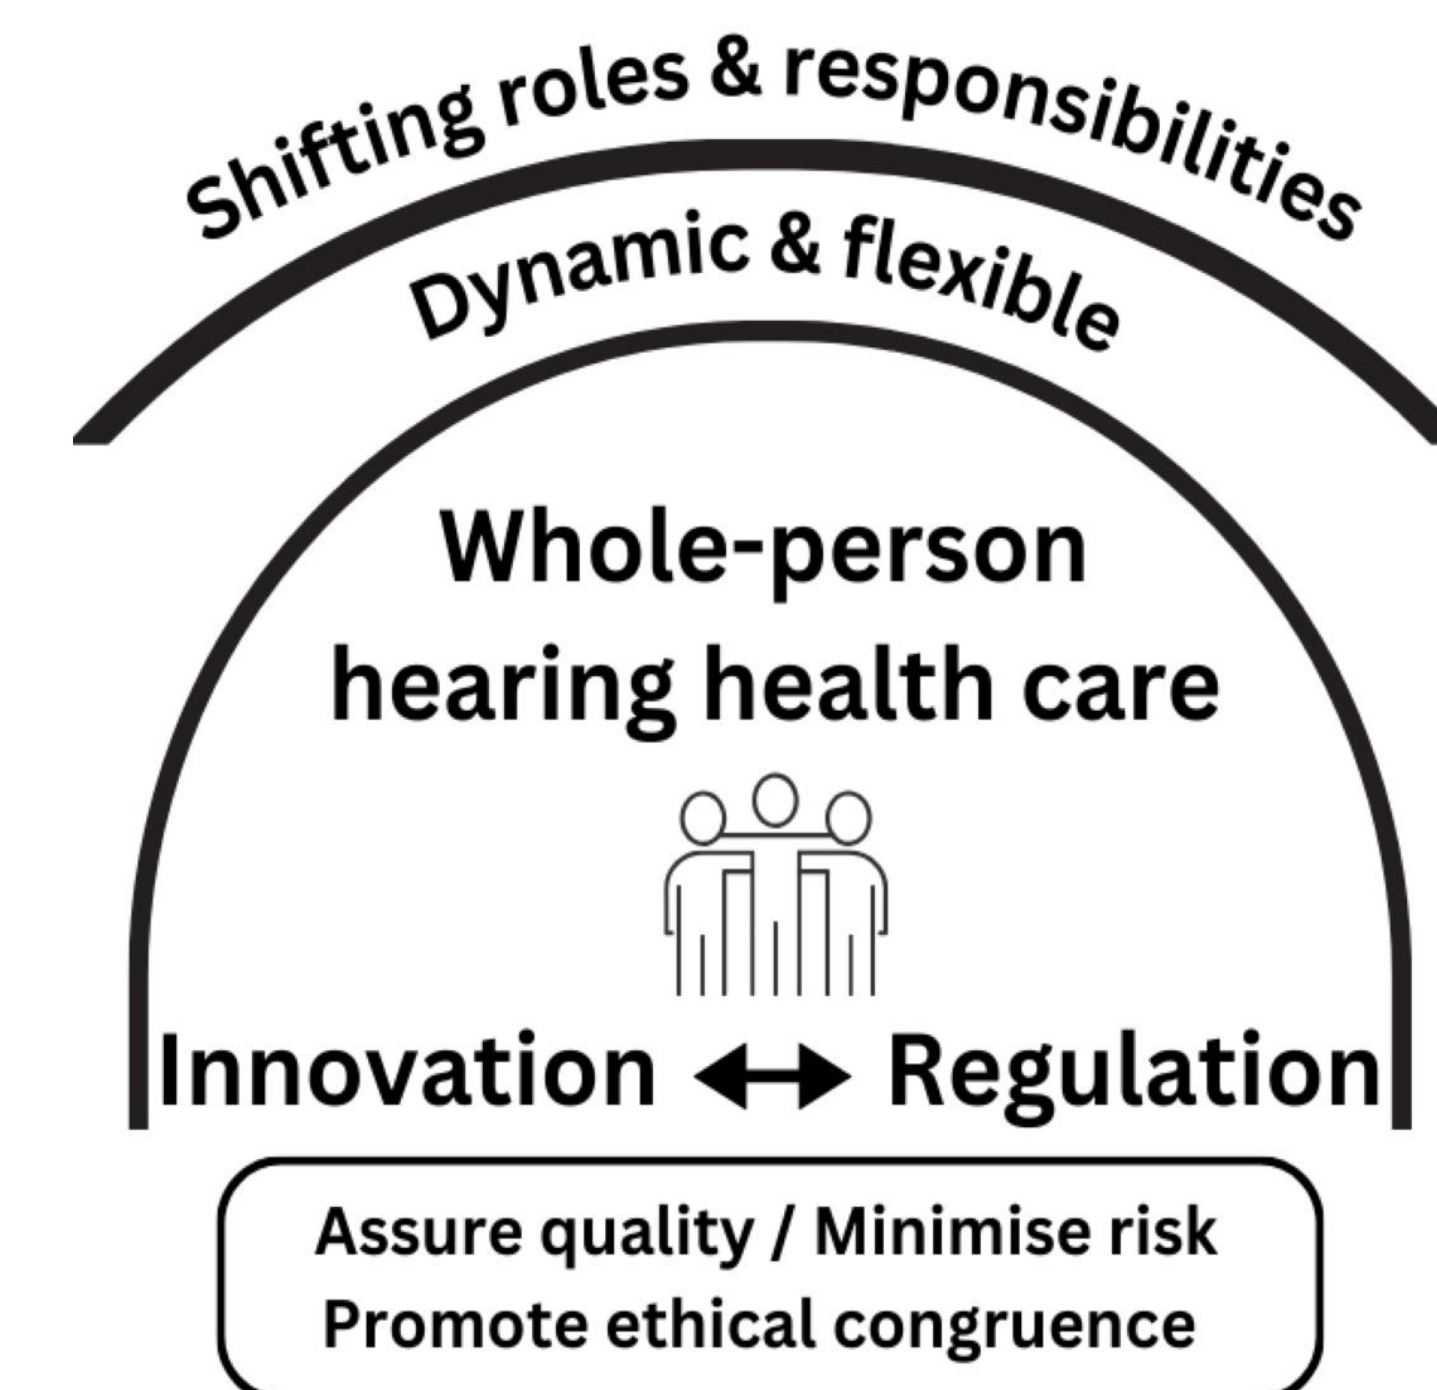 Shifting roles & responsibilities
Dynamic & flexible
Whole-person
hearing health care
Innovation Regulation
Assure quality / Minimise risk
Promote ethical congruence